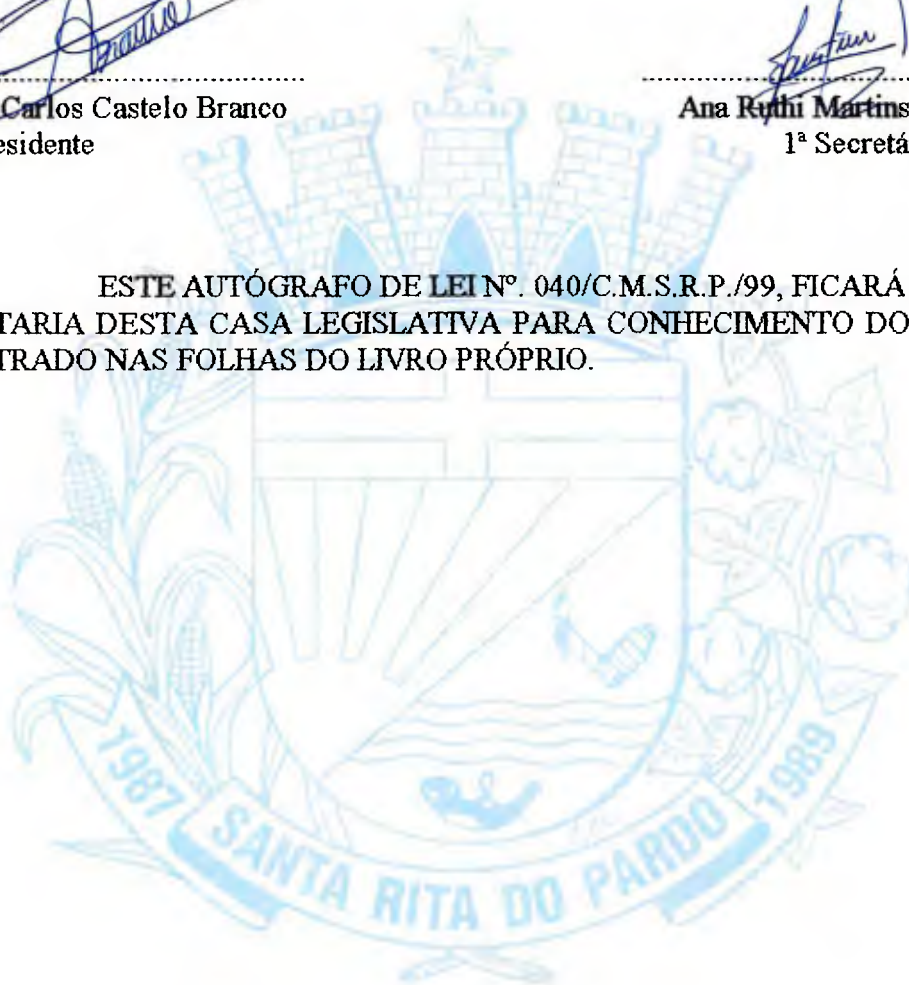 Carlos Castelo Branco
Ana Ruthi Martins
esidente
1ª Secretá
ESTE AUTÓGRAFO DE LEI Nº. 040/C.M.S.R.P./99, FICARÁ
TARIA DESTA CASA LEGISLATIVA PARA CONHECIMENTO DO
TRADO NAS FOLHAS DO LIVRO PRÓPRIO.
1987 SANTA RITA DO PARDO 1989